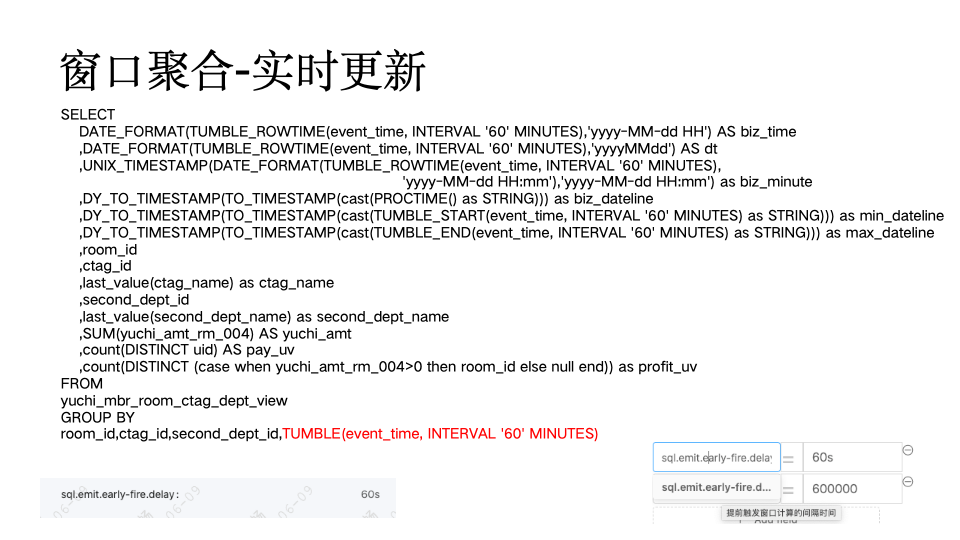 窗口聚合-实时更新
SELECT
DATE_FORMAT(TUMBLE_ROWTIME(event_time, INTERVAL '60' MINUTES),'yyyy-MM-dd HH') AS biz_time
,DATE_FORMAT(TUMBLE_ROWTIME(event_time, INTERVAL '60' MINUTES),'yyyyMMdd') AS dt
,UNIX_TIMESTAMP(DATE_FORMAT(TUMBLE_ROWTIME(event_time, INTERVAL '60' MINUTES),
'yyyy-MM-dd HH:mm'),'yyyy-MM-dd HH:mm') as biz_minute
,DY_TO_TIMESTAMP(TO_TIMESTAMP(cast(PROCTIME() as STRING))) as biz_dateline
,DY_TO_TIMESTAMP(TO_TIMESTAMP(cast(TUMBLE_START(event_time, INTERVAL '60' MINUTES) as STRING))) as min_dateline
,DY_TO_TIMESTAMP(TO_TIMESTAMP(cast(TUMBLE_END(event_time, INTERVAL '60' MINUTES) as STRING))) as max_dateline
,room_id
,ctag_id
,last_value(ctag_name) as ctag_name
,second_dept_id
,last_value(second_dept_name) as second_dept_name
,SUM(yuchi_amt_rm_004) AS yuchi_amt
,count(DISTINCT uid) AS pay_uv
,count(DISTINCT (case when yuchi_amt_rm_004>0 then room_id else null end)) as profit_uv
FROM
yuchi_mbr_room_ctag_dept_view
GROUP BY
room_id,ctag_id,second_dept_id,TUMBLE(event_time, INTERVAL '60' MINUTES)
sql.emit.early-fire.delay = 60s
sql.emit.early-fire.d... = 600000
sql.emit.early-fire.delay: 60s
提前触发窗口计算的间隔时间
Add field